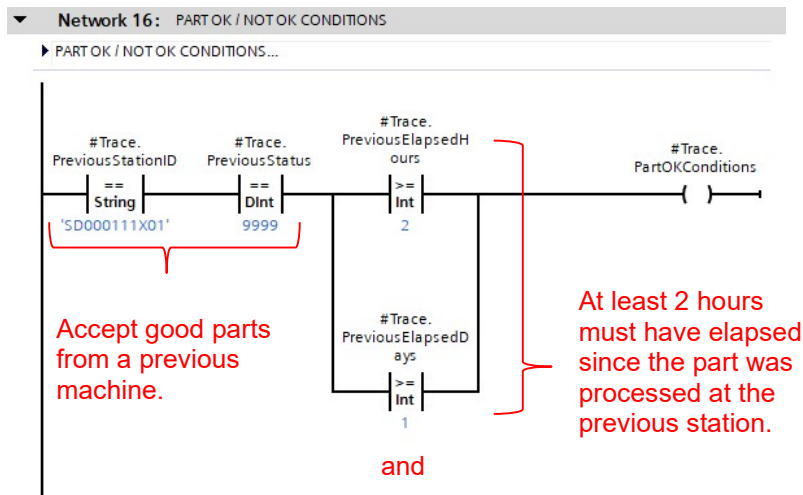 Network 16: PART OK / NOT OK CONDITIONS
PART OK / NOT OK CONDITIONS...
#Trace.
PreviousStationID
==
String
'SD000111X01'
#Trace.
PreviousStatus
==
DInt
9999
#Trace.
PreviousElapsedH
ours
>=
Int
2
#Trace.
PartOKConditions
( )
#Trace.
PreviousElapsedD
ays
>=
Int
1
Accept good parts
from a previous
machine.
At least 2 hours
must have elapsed
since the part was
processed at the
previous station.
and